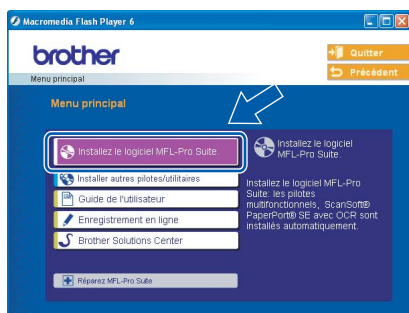 Macromedia Flash Player 6
brother
Quitter
Précédent
Menu principal
Menu principal
Installez le logiciel MFL-Pro Suite.
Installer autres pilotes/utilitaires
Guide de l'utilisateur
Enregistrement en ligne
Brother Solutions Center
Réparez MFL-Pro Suite
Installez le logiciel
MFL-Pro Suite.
Installez le logiciel MFL-Pro
Suite: les pilotes
multifonctionnels, ScanSoft®
PaperPort® SE avec OCR sont
installés automatiquement.